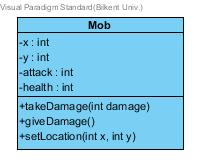 Visual Paradigm Standard(Bilkent Univ.)
Mob
-x : int
-y : int
-attack : int
-health : int
+takeDamage(int damage)
+giveDamage()
+setLocation(int x, int y)